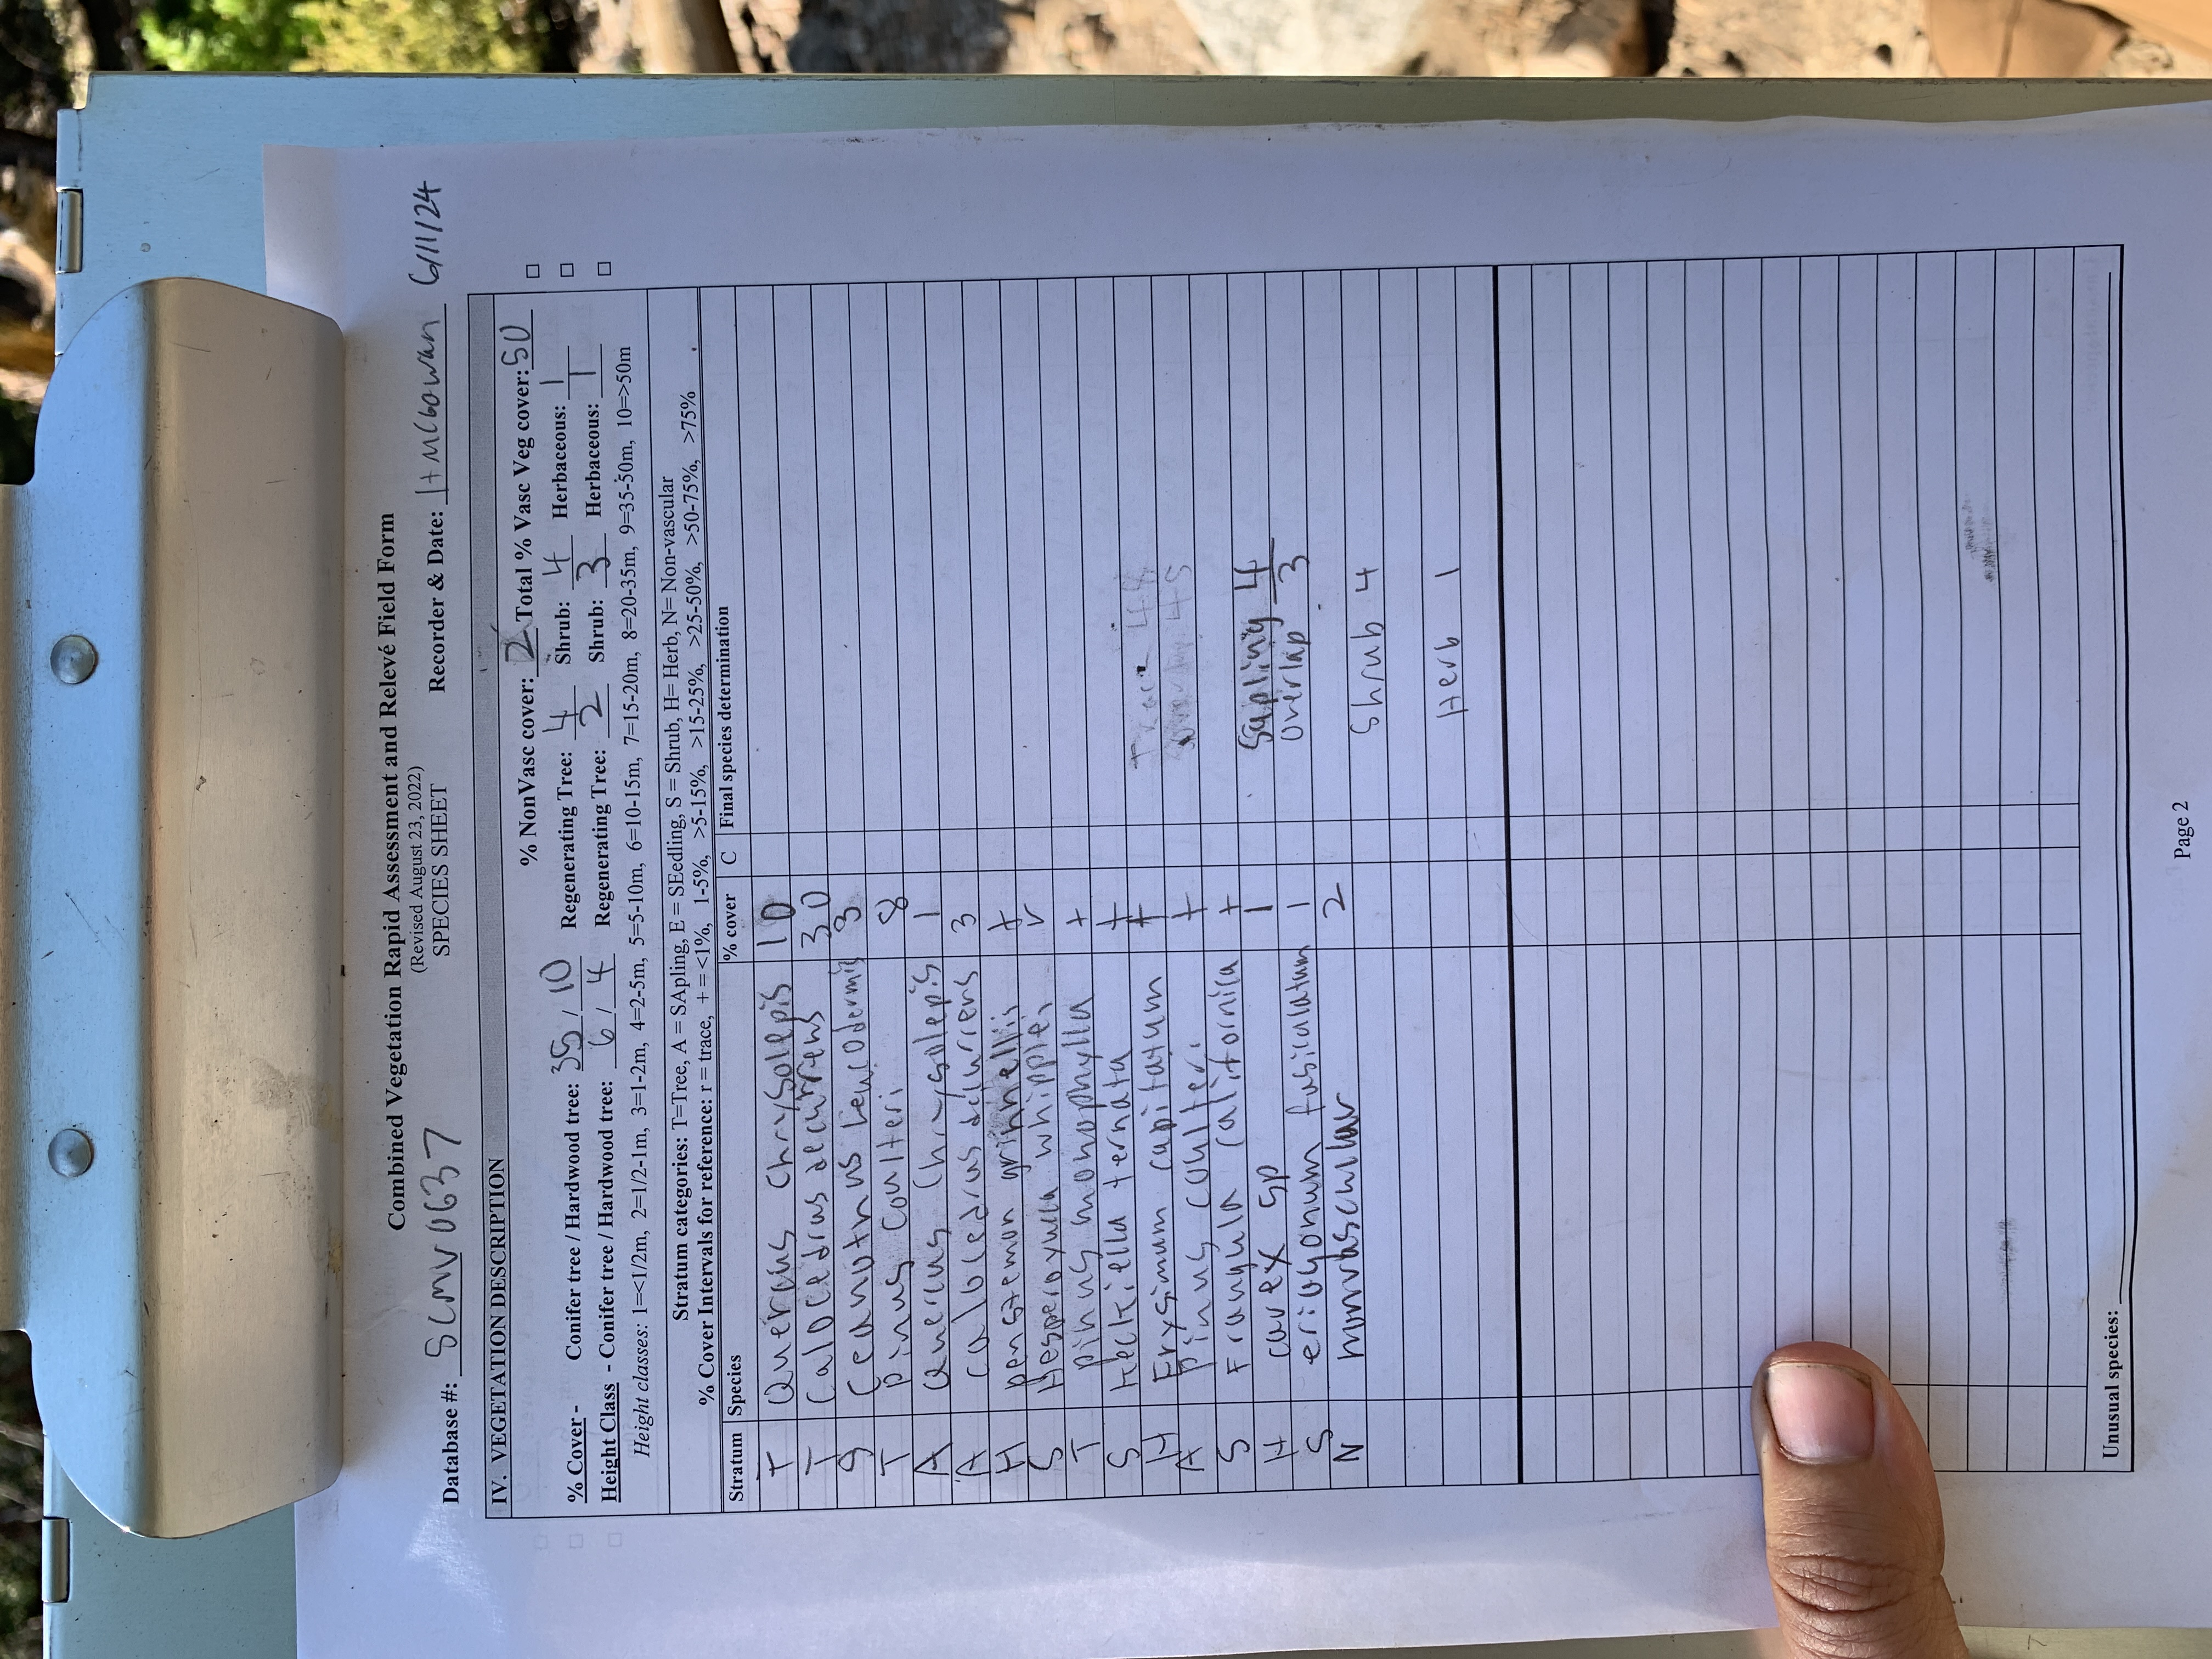 Combined Vegetation Rapid Assessment and Relevé Field Form
(Revised August 23, 2022)
SPECIES SHEET
Database #: SCMV0637 Recorder & Date: H McGowan 6/1/24
IV. VEGETATION DESCRIPTION
% NonVasc cover: 2 Total % Vasc Veg cover: 50
% Cover - Conifer tree / Hardwood tree: 35 / 10 Regenerating Tree: 4 Shrub: 4 Herbaceous: 1
Height Class - Conifer tree / Hardwood tree: 6 / 4 Regenerating Tree: 2 Shrub: 3 Herbaceous: 1
Height classes: 1=<1/2m, 2=1/2-1m, 3=1-2m, 4=2-5m, 5=5-10m, 6=10-15m, 7=15-20m, 8=20-35m, 9=35-50m, 10=>50m
Stratum categories: T=Tree, A = SApling, E = SEedling, S = Shrub, H= Herb, N= Non-vascular
% Cover Intervals for reference: r = trace, + = <1%, 1-5%, >5-15%, >15-25%, >25-50%, >50-75%, >75%
Stratum Species % cover C Final species determination
T Quercus Chrysolepis 10
T Calocedrus decurrens 30
S Ceanothus Leucodermis 3
T pinus Coulteri 8
A Quercus Chrysolepis 1
A calocedrus decurrens 3
H penstemon grinnellii +
S Hesperoyucca whipplei r
T pinus monophylla +
S Keckiella ternata +
H Erysimum capitatum +
A pinus coulteri +
S Frangula californica + Sapling 4
H carex sp 1 overlap 3
S eriogonum fusiculatum 1
N nonvascular 2 Shrub 4
Herb 1
Unusual species:
Page 2